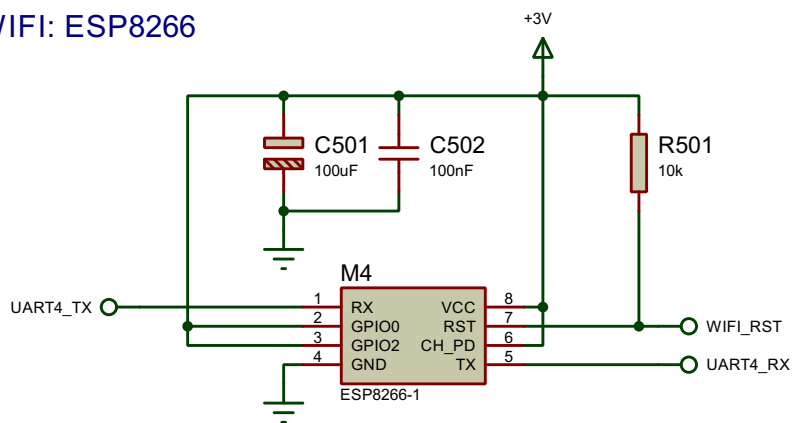 WIFI: ESP8266
+3V
C501
100uF
C502
100nF
R501
10k
M4
UART4_TX
1
RX
VCC
8
2
GPIO0
RST
7
WIFI_RST
3
GPIO2
CH_PD
6
4
GND
TX
5
UART4_RX
ESP8266-1